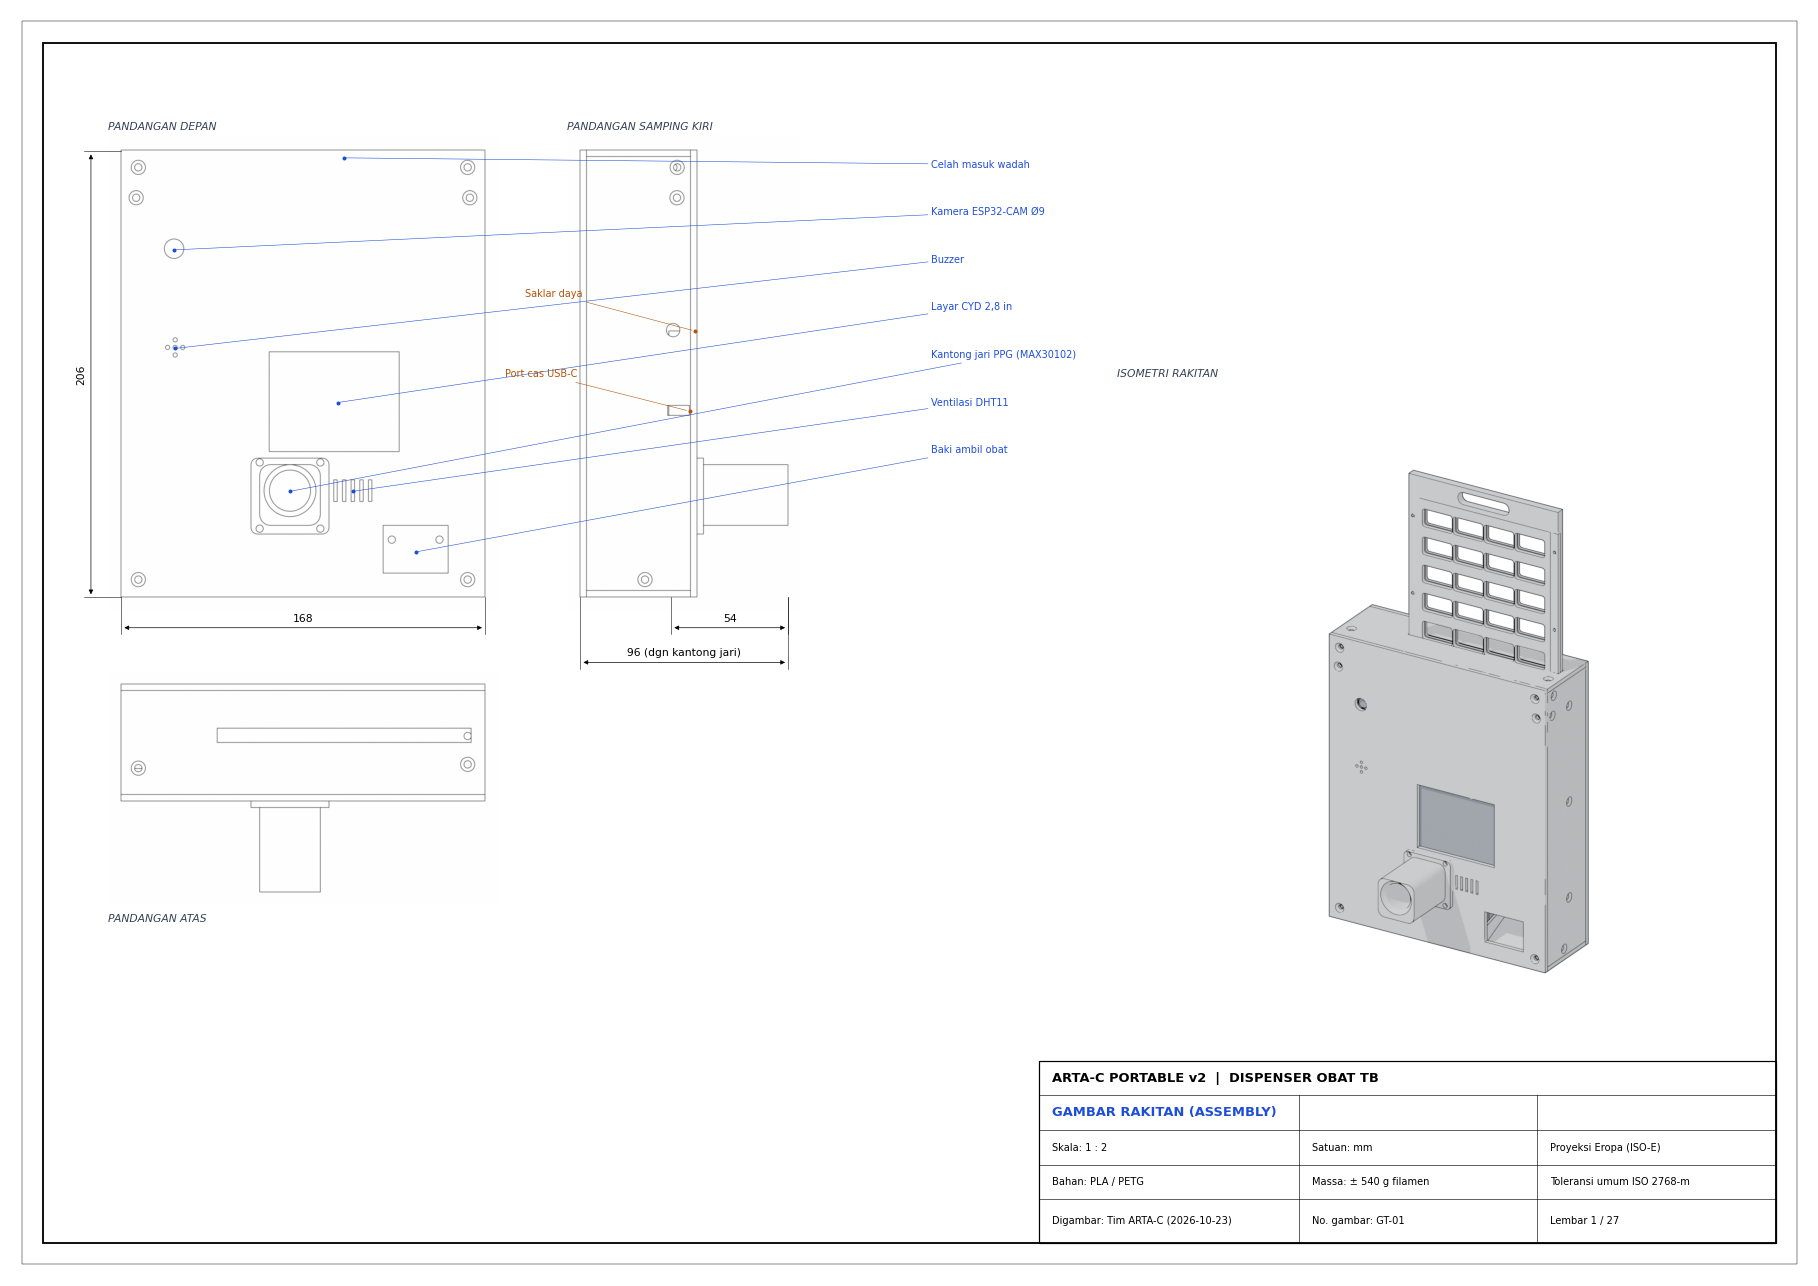 PANDANGAN DEPAN
PANDANGAN SAMPING KIRI
Celah masuk wadah
Kamera ESP32-CAM Ø9
Buzzer
Saklar daya
Layar CYD 2,8 in
Kantong jari PPG (MAX30102)
Port cas USB-C
ISOMETRI RAKITAN
Ventilasi DHT11
Baki ambil obat
206
168
54
96 (dgn kantong jari)
PANDANGAN ATAS
ARTA-C PORTABLE v2 | DISPENSER OBAT TB
GAMBAR RAKITAN (ASSEMBLY)
Skala: 1 : 2
Satuan: mm
Proyeksi Eropa (ISO-E)
Bahan: PLA / PETG
Massa: ± 540 g filamen
Toleransi umum ISO 2768-m
Digambar: Tim ARTA-C (2026-10-23)
No. gambar: GT-01
Lembar 1 / 27